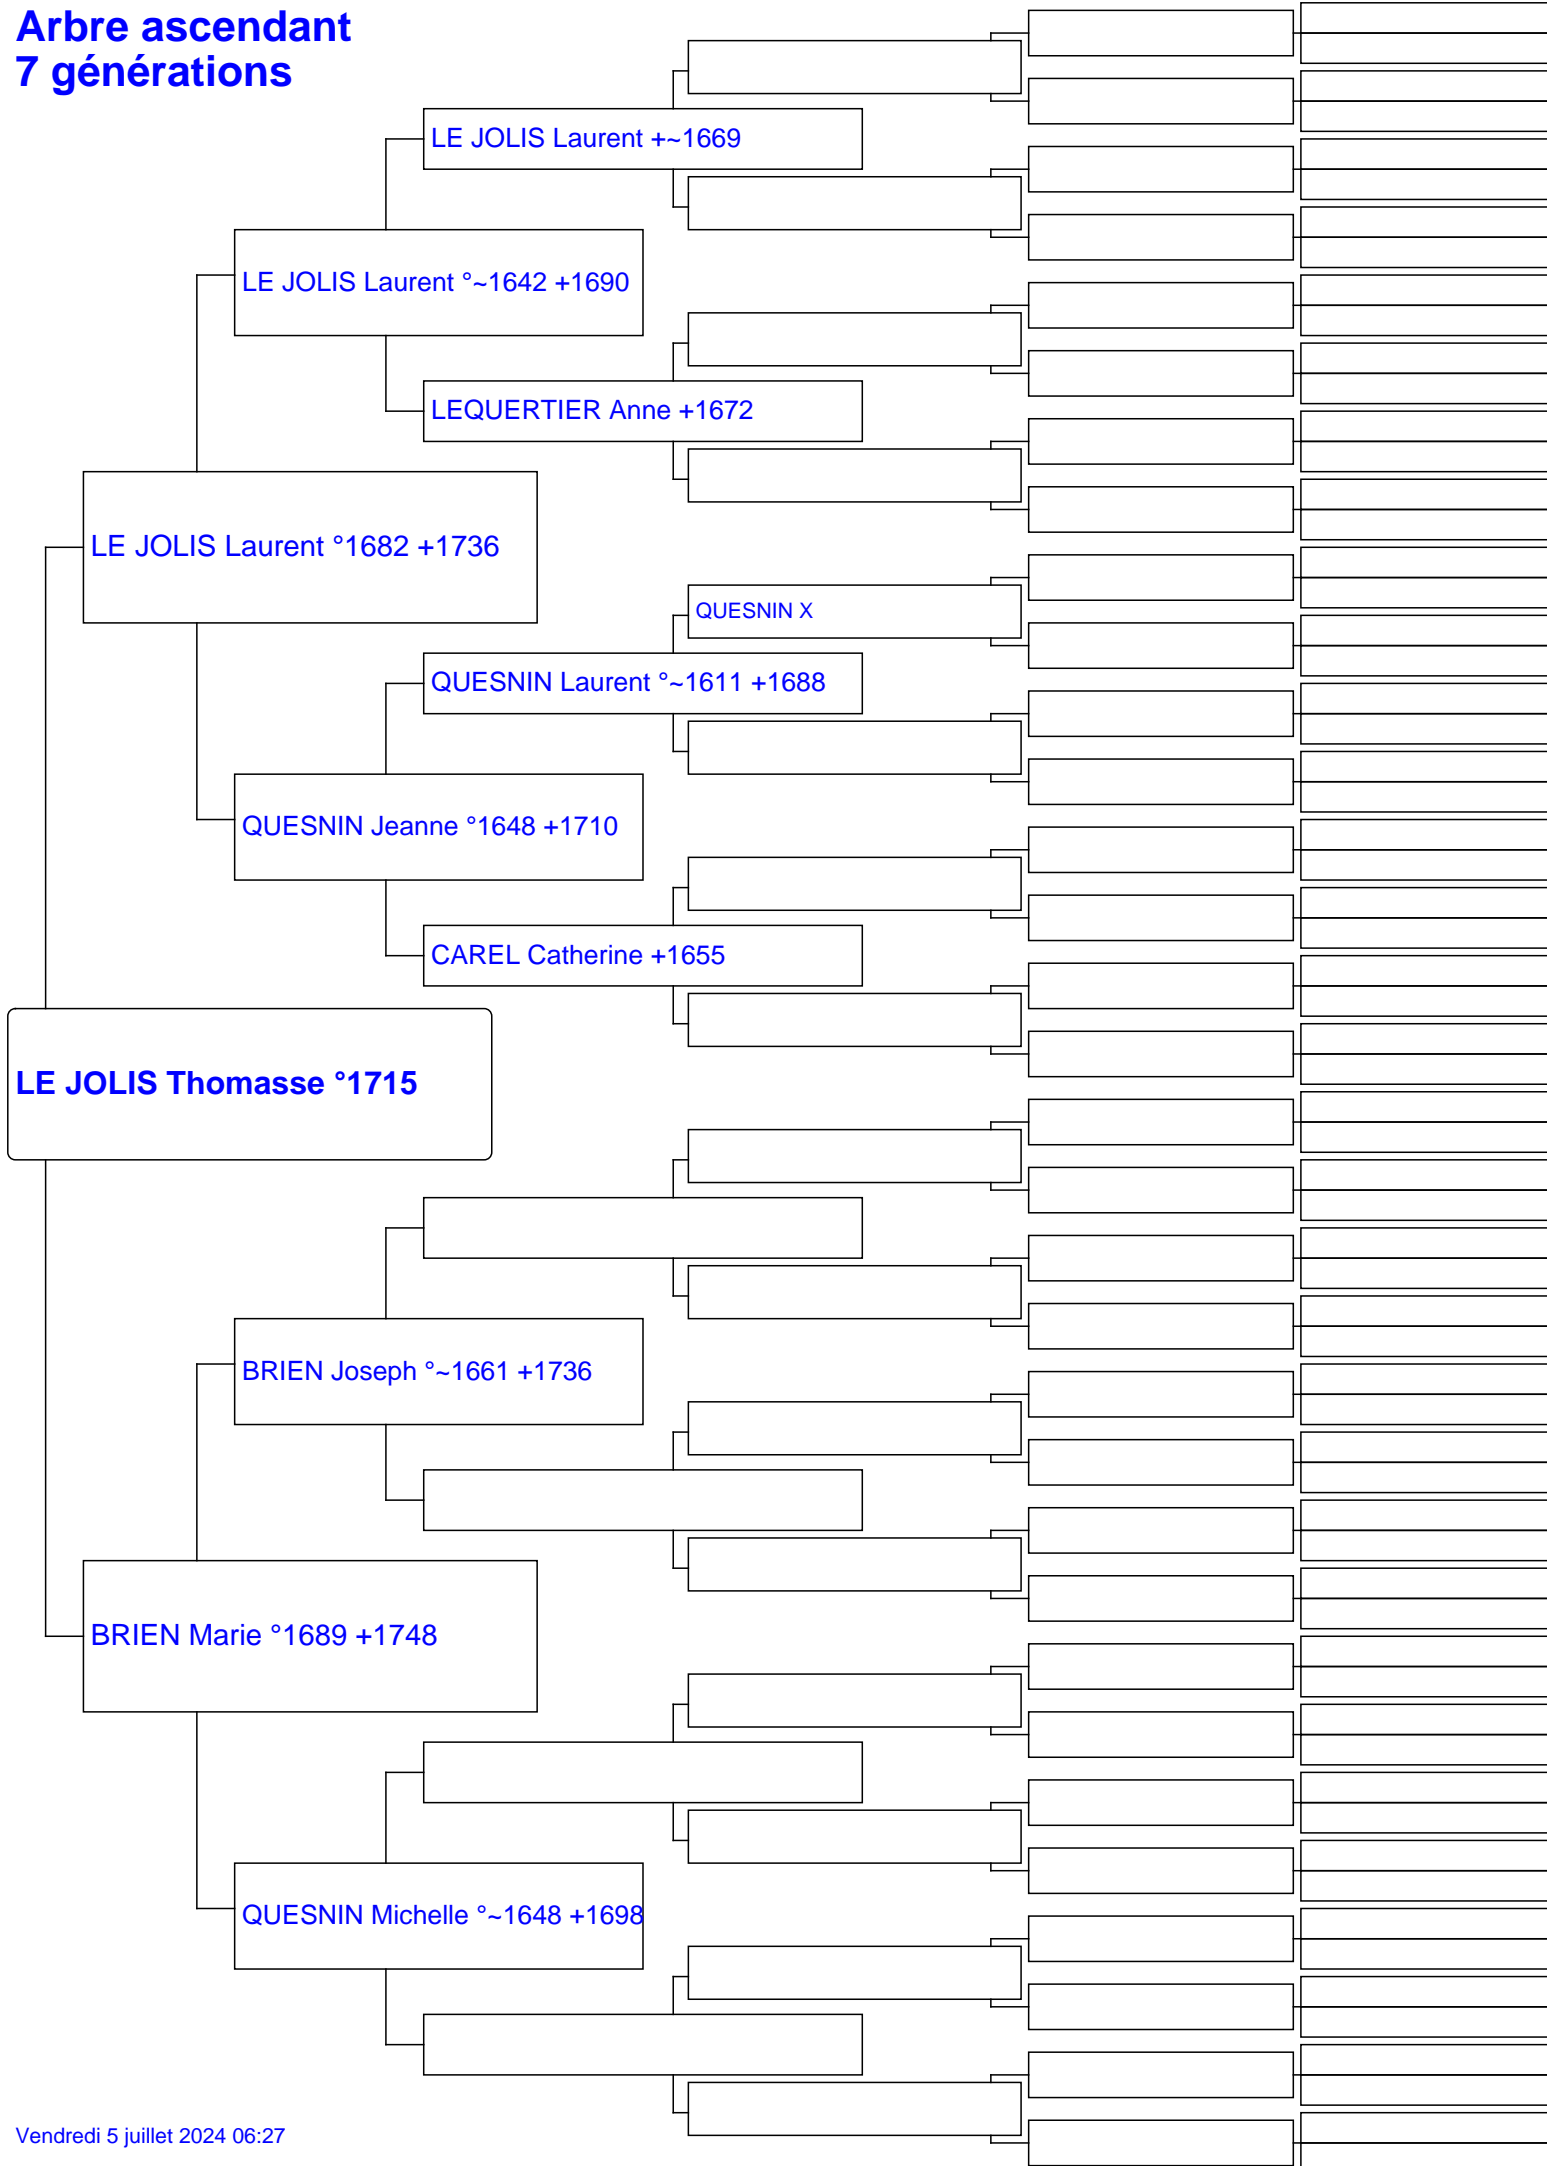 Arbre ascendant
7 générations
LE JOLIS Laurent +~1669
LE JOLIS Laurent °~1642 +1690
LEQUERTIER Anne +1672
LE JOLIS Laurent °1682 +1736
QUESNIN X
QUESNIN Laurent °~1611 +1688
QUESNIN Jeanne °1648 +1710
CAREL Catherine +1655
LE JOLIS Thomasse °1715
BRIEN Joseph °~1661 +1736
BRIEN Marie °1689 +1748
QUESNIN Michelle °~1648 +1698
Vendredi 5 juillet 2024 06:27